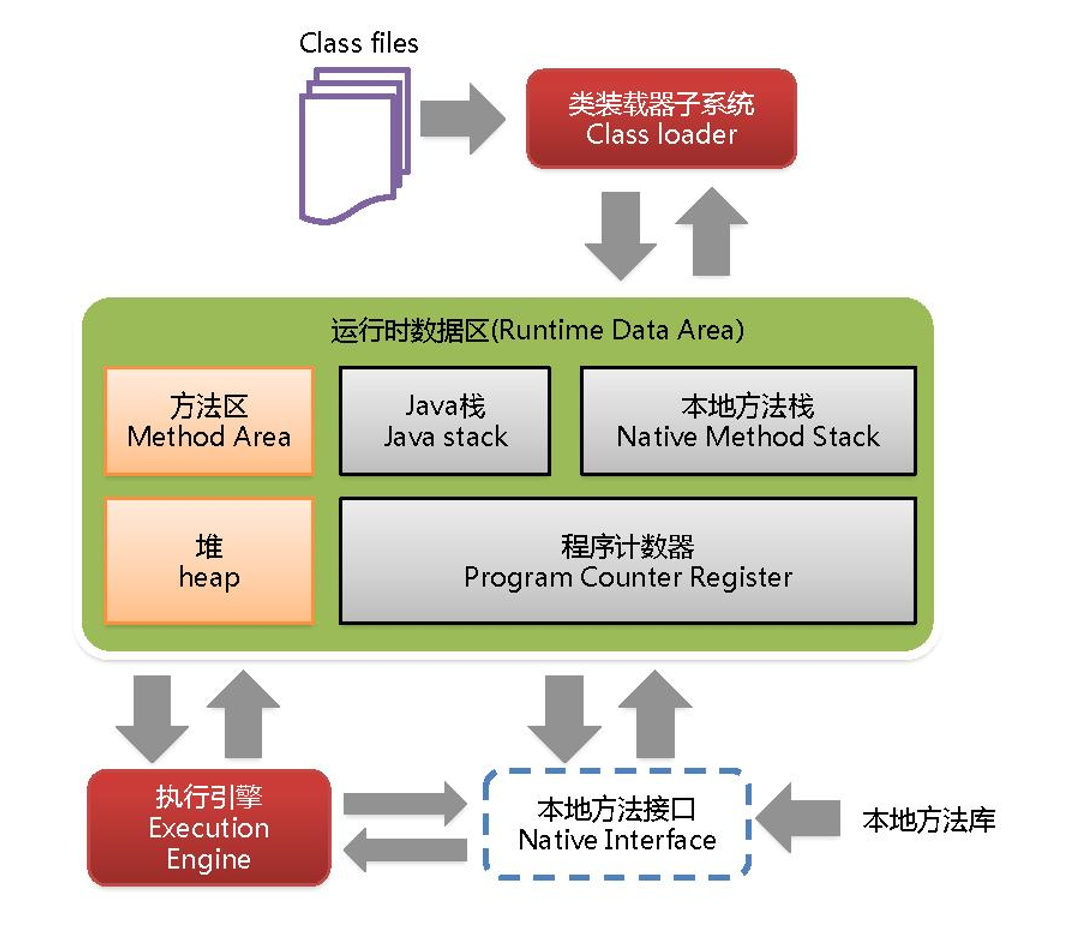 Class files
类装载器子系统
Class loader
运行时数据区(Runtime Data Area)
方法区
Method Area
Java栈
Java stack
本地方法栈
Native Method Stack
堆
heap
程序计数器
Program Counter Register
执行引擎
Execution
Engine
本地方法接口
Native Interface
本地方法库